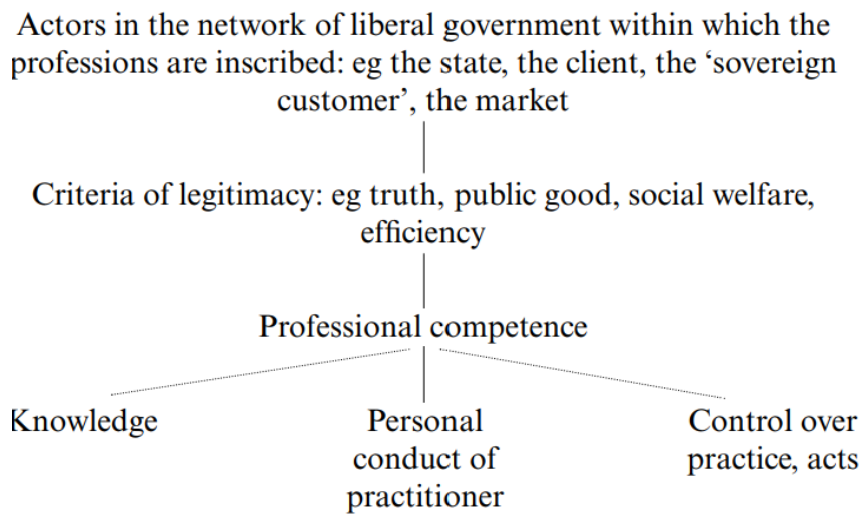 Actors in the network of liberal government within which the
professions are inscribed: eg the state, the client, the ‘sovereign
customer’, the market
Criteria of legitimacy: eg truth, public good, social welfare,
efficiency
Professional competence
Knowledge
Personal
conduct of
practitioner
Control over
practice, acts